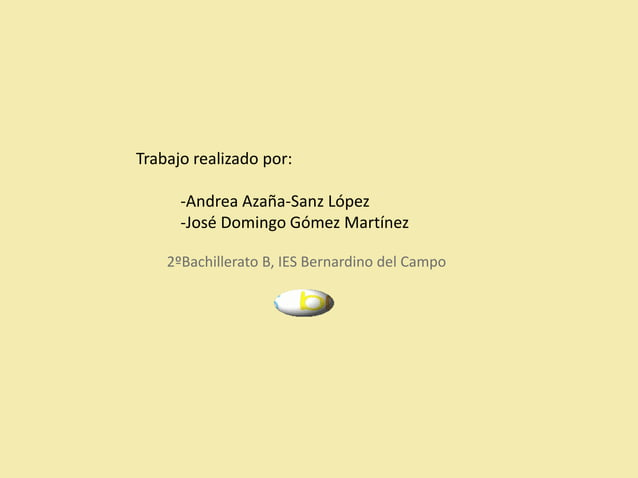 Trabajo realizado por:
-Andrea Azaña-Sanz López
-José Domingo Gómez Martínez
2ºBachillerato B, IES Bernardino del Campo
b